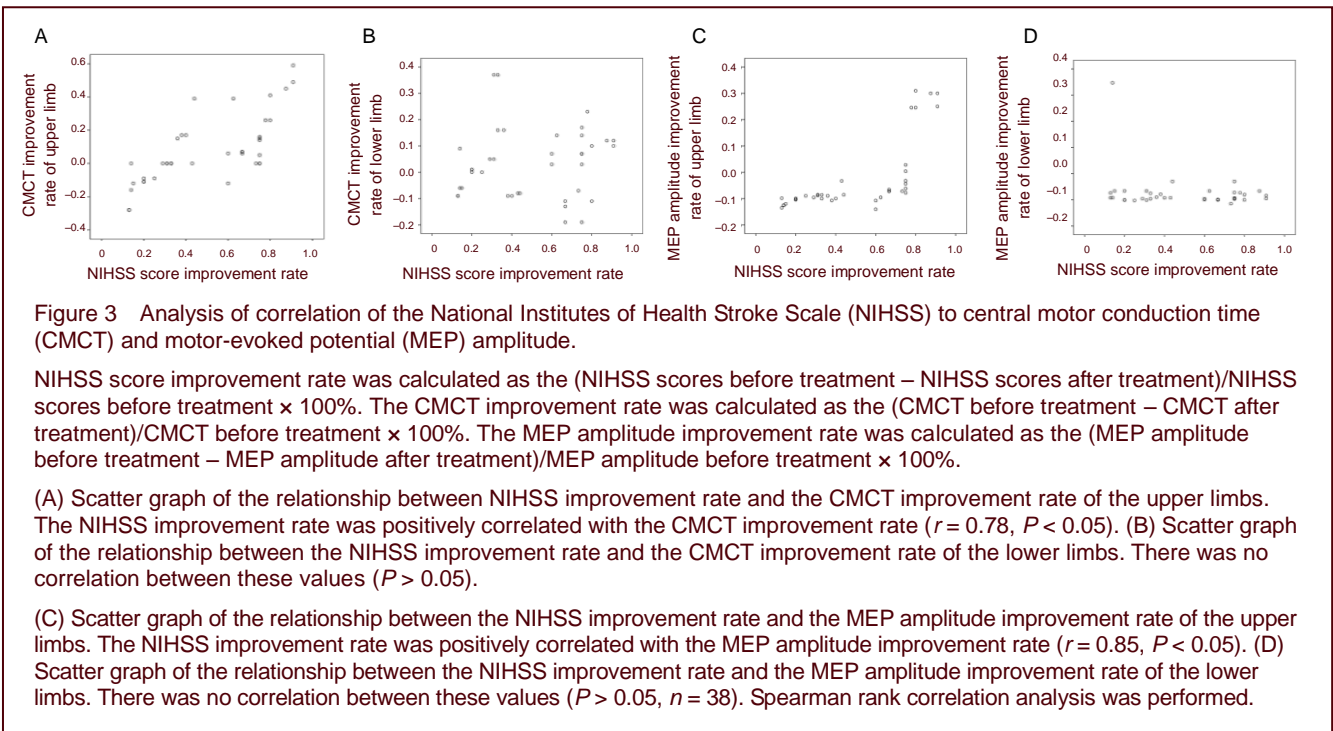 A
B
C
D
CMCT improvement
rate of upper limb
0.6
0.4
0.2
0.0
−0.2
−0.4
0.0 0.2 0.4 0.6 0.8 1.0
NIHSS score improvement rate
CMCT improvement
rate of lower limb
0.4
0.3
0.2
0.1
0.0
−0.1
−0.2
0.0 0.2 0.4 0.6 0.8 1.0
NIHSS score improvement rate
MEP amplitude improvement
rate of upper limb
0.4
0.3
0.2
0.1
0.0
−0.1
−0.2
0.0 0.2 0.4 0.6 0.8 1.0
NIHSS score improvement rate
MEP amplitude improvement
rate of lower limb
0.4
0.3
0.2
0.1
0.0
−0.1
−0.2
0.0 0.2 0.4 0.6 0.8 1.0
NIHSS score improvement rate
Figure 3 Analysis of correlation of the National Institutes of Health Stroke Scale (NIHSS) to central motor conduction time
(CMCT) and motor-evoked potential (MEP) amplitude.
NIHSS score improvement rate was calculated as the (NIHSS scores before treatment – NIHSS scores after treatment)/NIHSS
scores before treatment × 100%. The CMCT improvement rate was calculated as the (CMCT before treatment – CMCT after
treatment)/CMCT before treatment × 100%. The MEP amplitude improvement rate was calculated as the (MEP amplitude
before treatment – MEP amplitude after treatment)/MEP amplitude before treatment × 100%.
(A) Scatter graph of the relationship between NIHSS improvement rate and the CMCT improvement rate of the upper limbs.
The NIHSS improvement rate was positively correlated with the CMCT improvement rate (r = 0.78, P < 0.05). (B) Scatter graph
of the relationship between the NIHSS improvement rate and the CMCT improvement rate of the lower limbs. There was no
correlation between these values (P > 0.05).
(C) Scatter graph of the relationship between the NIHSS improvement rate and the MEP amplitude improvement rate of the upper
limbs. The NIHSS improvement rate was positively correlated with the MEP amplitude improvement rate (r = 0.85, P < 0.05). (D)
Scatter graph of the relationship between the NIHSS improvement rate and the MEP amplitude improvement rate of the lower
limbs. There was no correlation between these values (P > 0.05, n = 38). Spearman rank correlation analysis was performed.